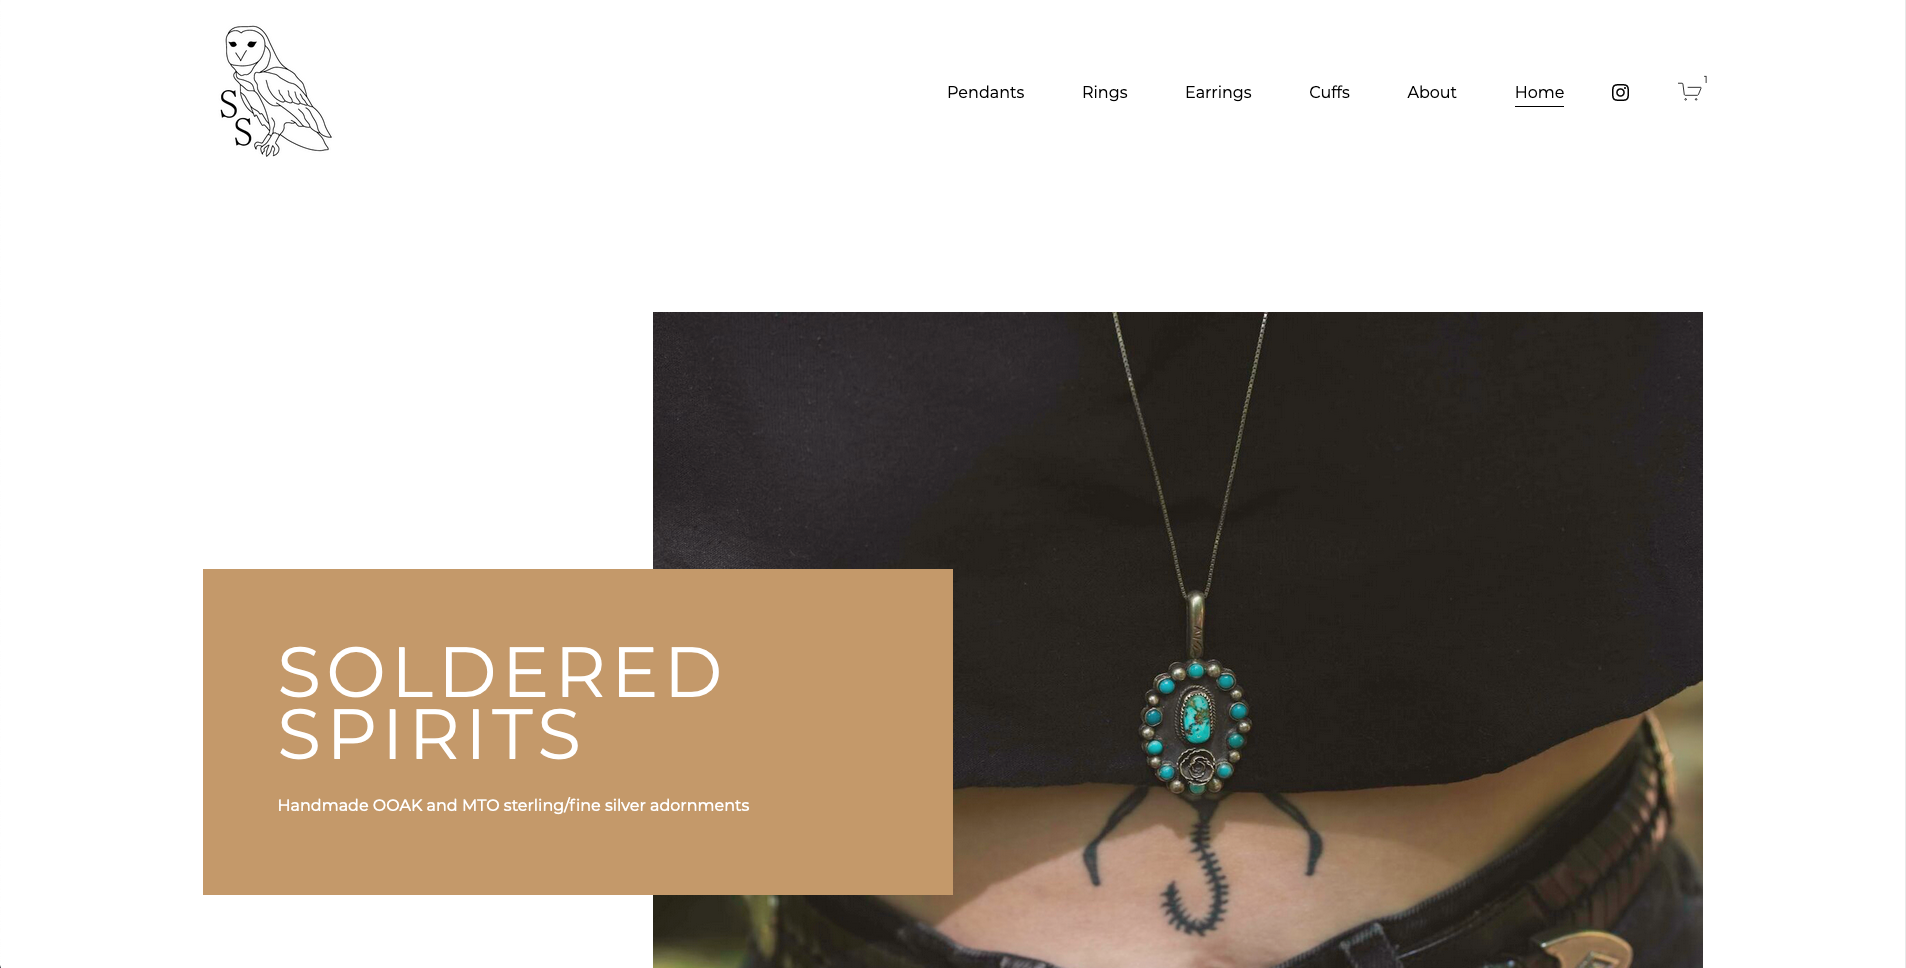 S
S
Pendants Rings Earrings Cuffs About Home 1
SOLDERED
SPIRITS
Handmade OOAK and MTO sterling/fine silver adornments